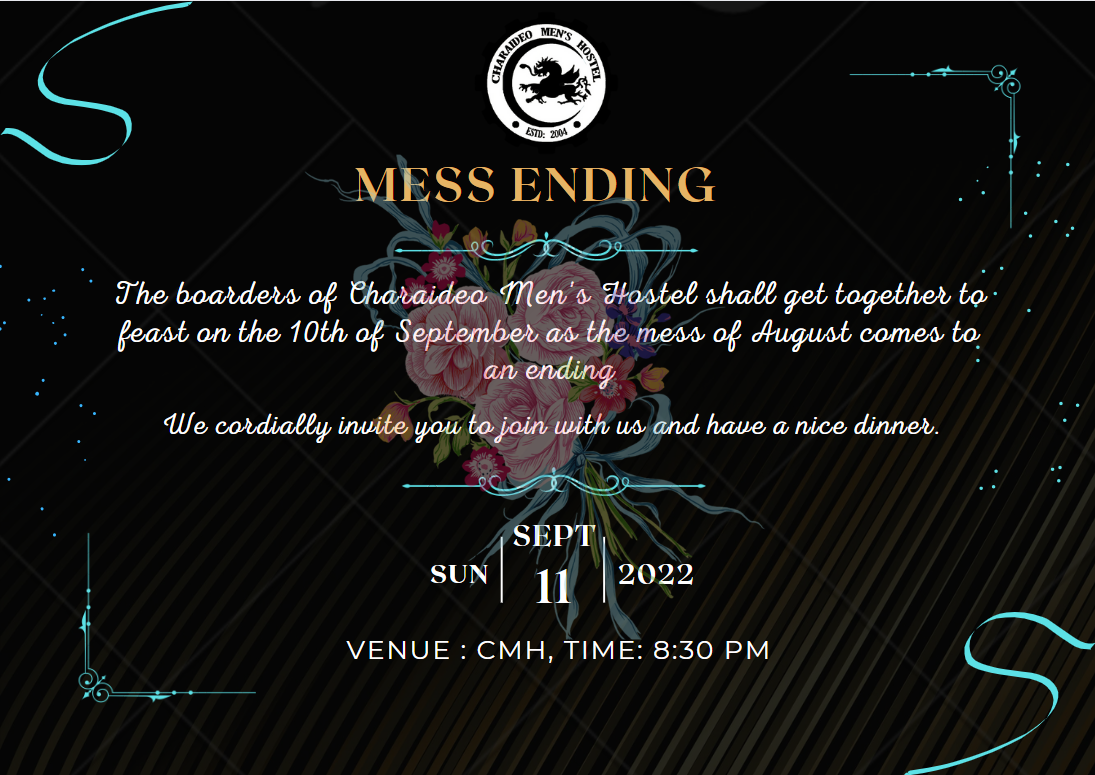 CHARAIDEO MEN'S HOSTEL
ESTD: 2004
MESS ENDING
The boarders of Charaideo Men's Hostel shall get together to
feast on the 10th of September as the mess of August comes to
an ending
We cordially invite you to join with us and have a nice dinner.
SEPT
SUN 11 2022
VENUE : CMH, TIME: 8:30 PM